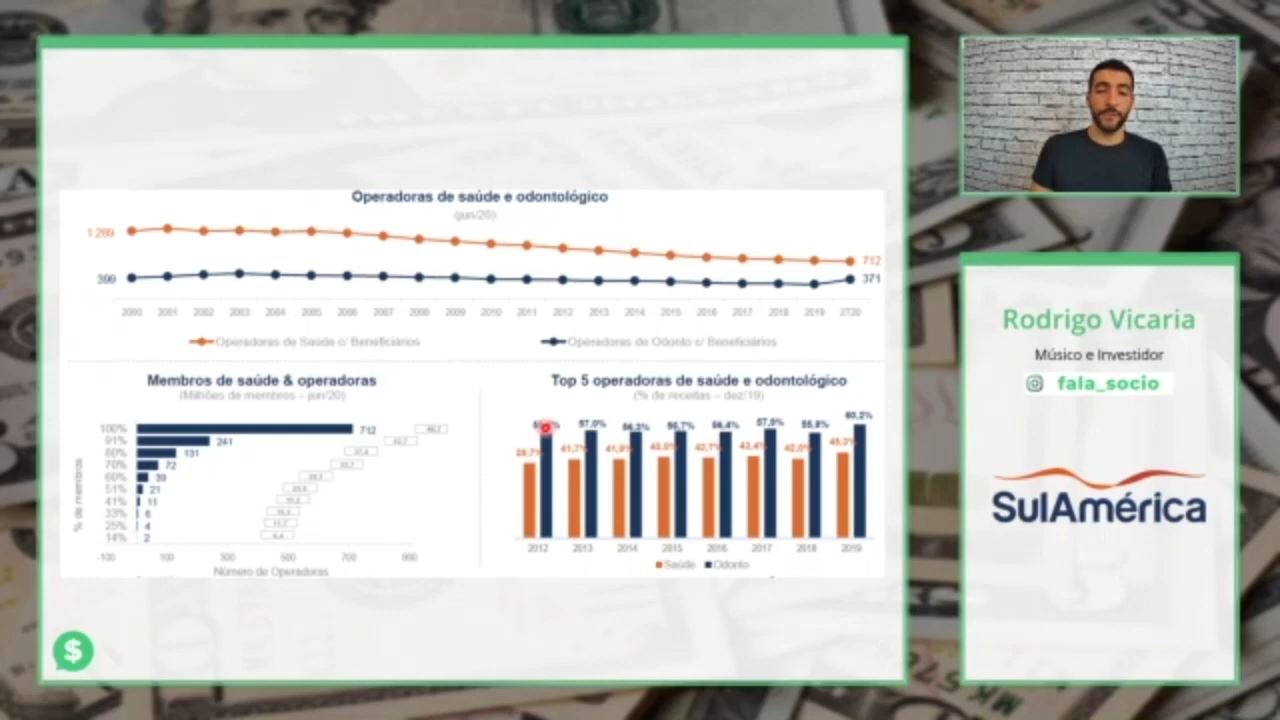 Operadoras de saúde e odontológico
(jun/20)
1.289
712
399
371
2000 2001 2002 2003 2004 2005 2006 2007 2008 2009 2010 2011 2012 2013 2014 2015 2016 2017 2018 2019 2T20
Operadoras de Saúde c/ Beneficiários
Operadoras de Odonto c/ Beneficiários
Membros de saúde & operadoras
(Milhões de membros – jun/20)
% de membros
100% 712
91% 241
80% 131
70% 72
60% 39
51% 21
41% 11
33% 6
25% 4
14% 2
-100 100 300 500 700 900
Número de Operadoras
Top 5 operadoras de saúde e odontológico
(% de receitas – dez/19)
57,0% 56,3% 56,4% 57,9% 55,8% 60,2%
41,7% 41,9% 42,7% 43,4% 42,0% 45,2%
2012 2013 2014 2015 2016 2017 2018 2019
Saúde Odonto
$
Rodrigo Vicaria
Músico e Investidor
fala_socio
SulAmérica